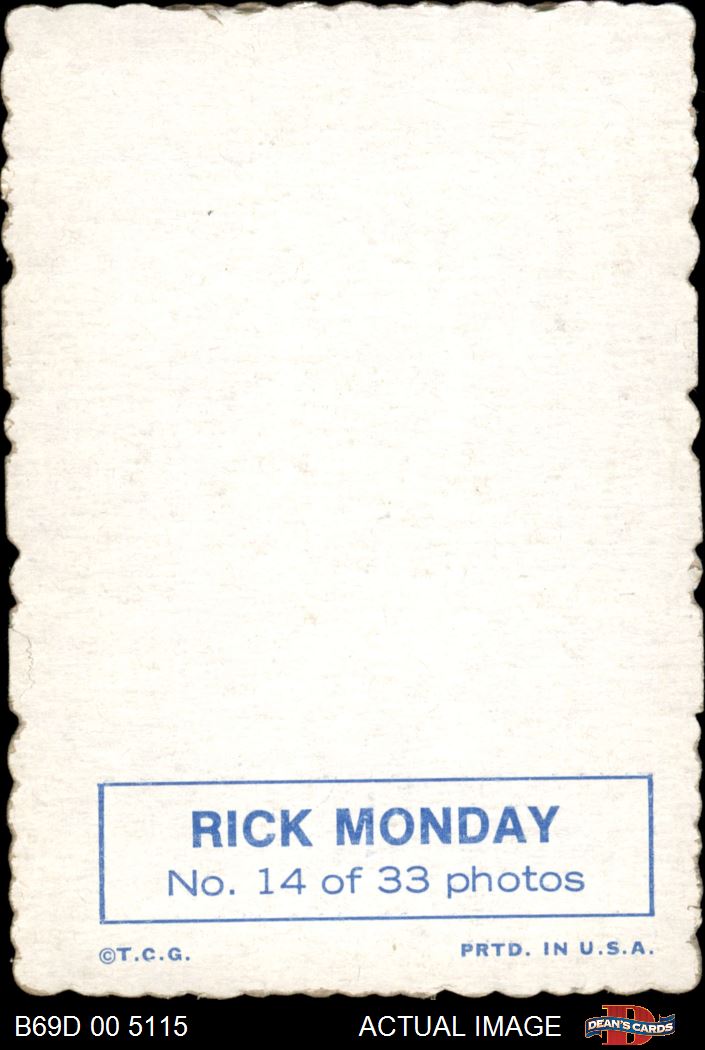 RICK MONDAY
No. 14 of 33 photos
©T.C.G. PRTD. IN U.S.A.
B69D 00 5115 ACTUAL IMAGE DEAN'S CARDS